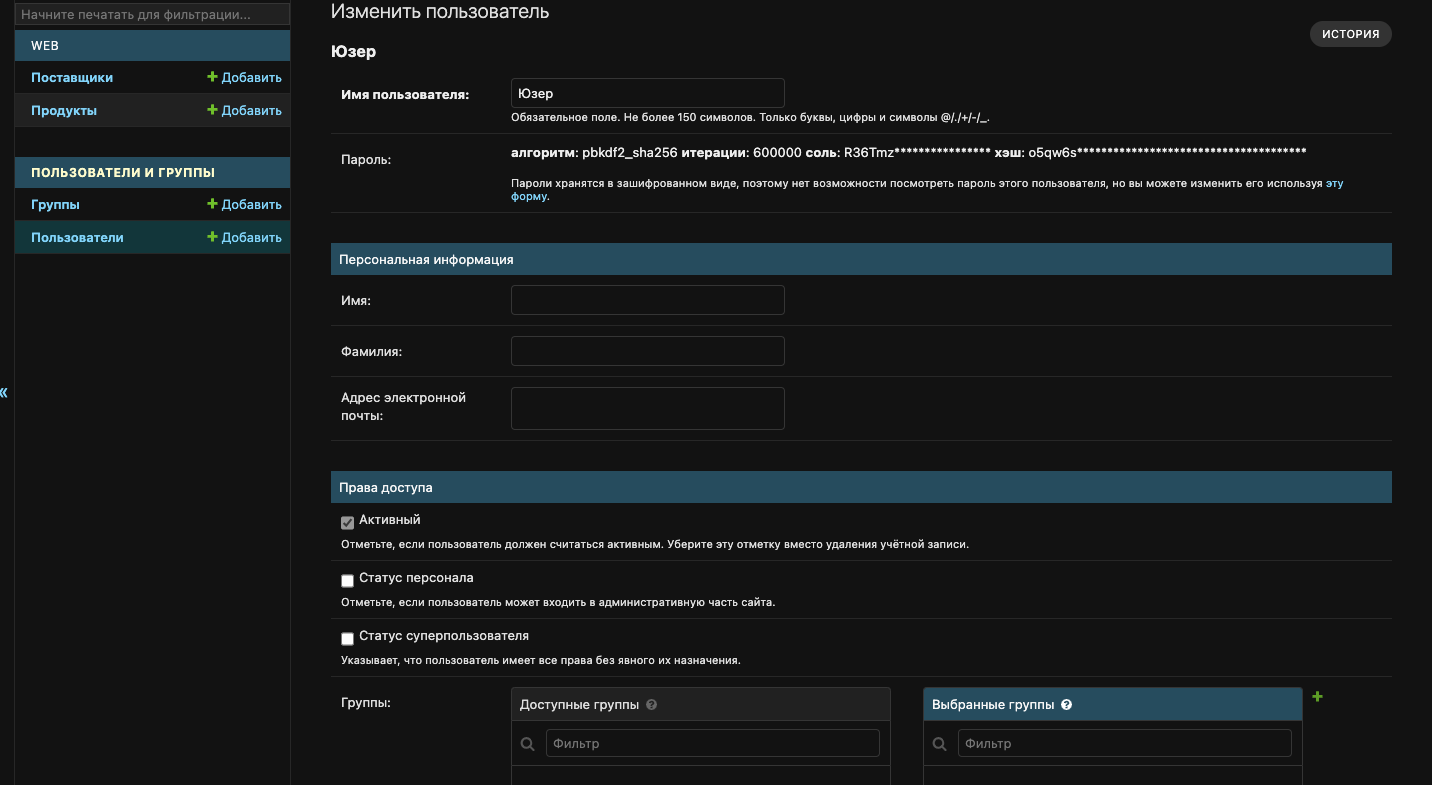 Начните печатать для фильтрации...
WEB
Поставщики + Добавить
Продукты + Добавить
ПОЛЬЗОВАТЕЛИ И ГРУППЫ
Группы + Добавить
Пользователи + Добавить
«
Изменить пользователь
ИСТОРИЯ
Юзер
Имя пользователя: Юзер
Обязательное поле. Не более 150 символов. Только буквы, цифры и символы @/./+/-/_.
Пароль: алгоритм: pbkdf2_sha256 итерации: 600000 соль: R36Tmz**************** хэш: o5qw6s**************************************
Пароли хранятся в зашифрованном виде, поэтому нет возможности посмотреть пароль этого пользователя, но вы можете изменить его используя эту
форму.
Персональная информация
Имя:
Фамилия:
Адрес электронной
почты:
Права доступа
Активный
Отметьте, если пользователь должен считаться активным. Уберите эту отметку вместо удаления учётной записи.
Статус персонала
Отметьте, если пользователь может входить в административную часть сайта.
Статус суперпользователя
Указывает, что пользователь имеет все права без явного их назначения.
Группы:
Доступные группы ?
Фильтр
Выбранные группы ?
+
Фильтр